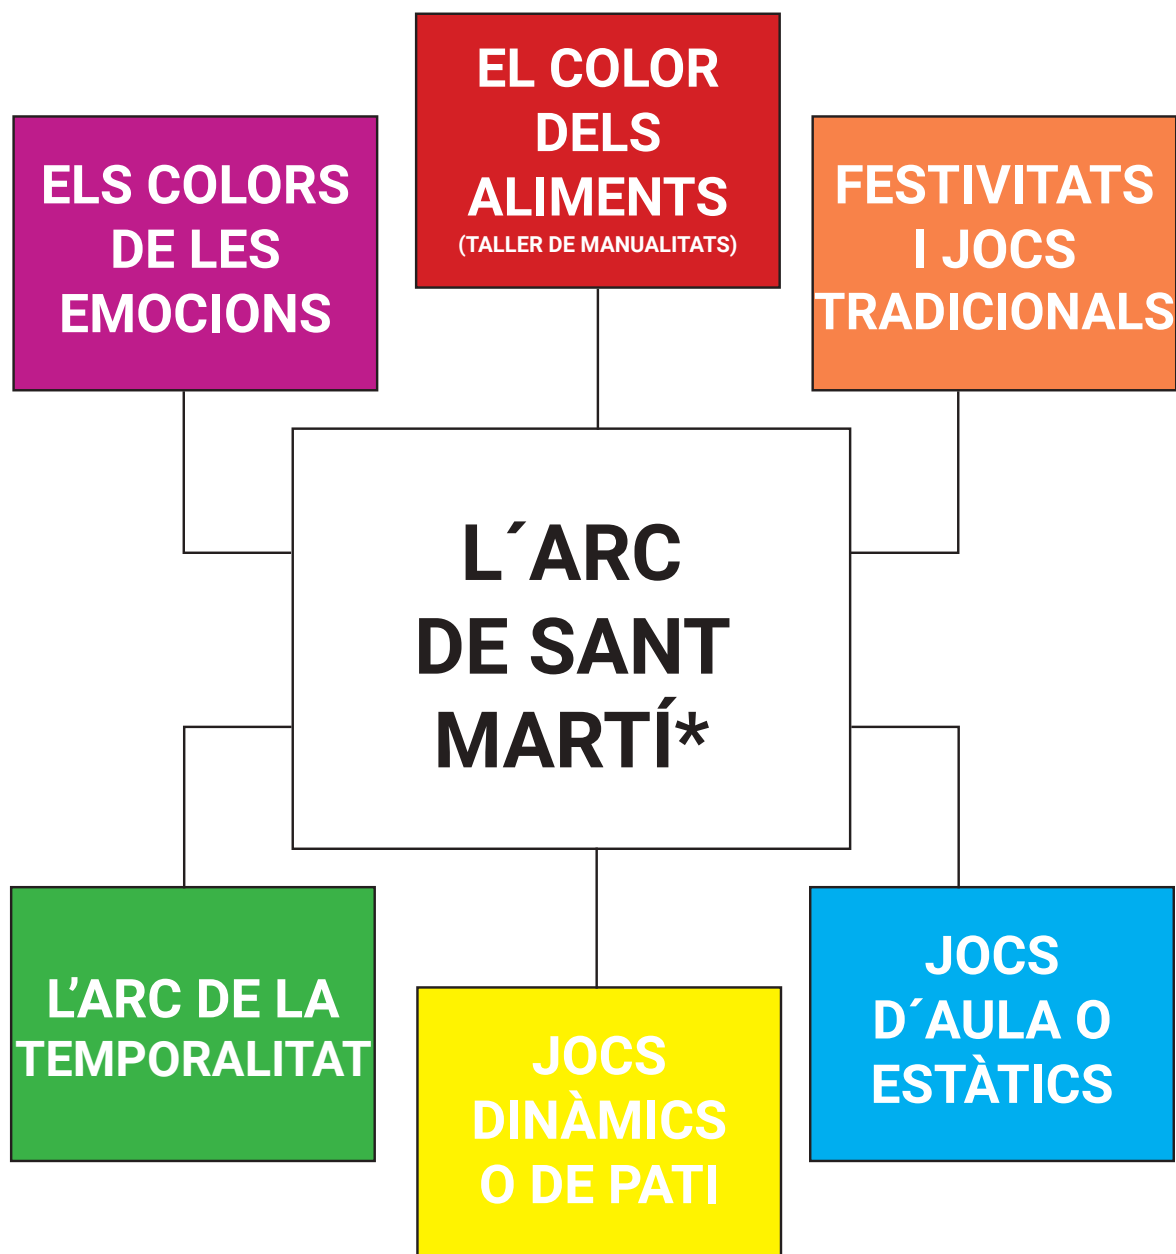 ELS COLORS
DE LES
EMOCIONS
EL COLOR
DELS
ALIMENTS
(TALLER DE MANUALITATS)
FESTIVITATS
I JOCS
TRADICIONALS
L´ARC
DE SANT
MARTÍ*
L’ARC DE LA
TEMPORALITAT
JOCS
DINÀMICS
O DE PATI
JOCS
D´AULA O
ESTÀTICS